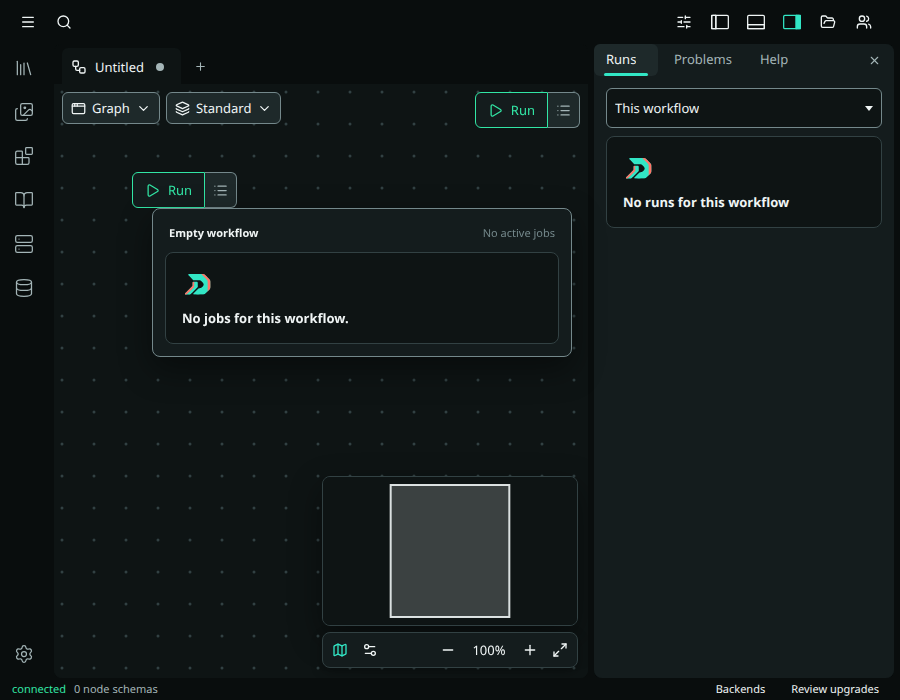 Untitled
Runs
Problems
Help
Graph
Standard
Run
This workflow
No runs for this workflow
Run
Empty workflow
No active jobs
No jobs for this workflow.
100%
connected
0 node schemas
Backends
Review upgrades